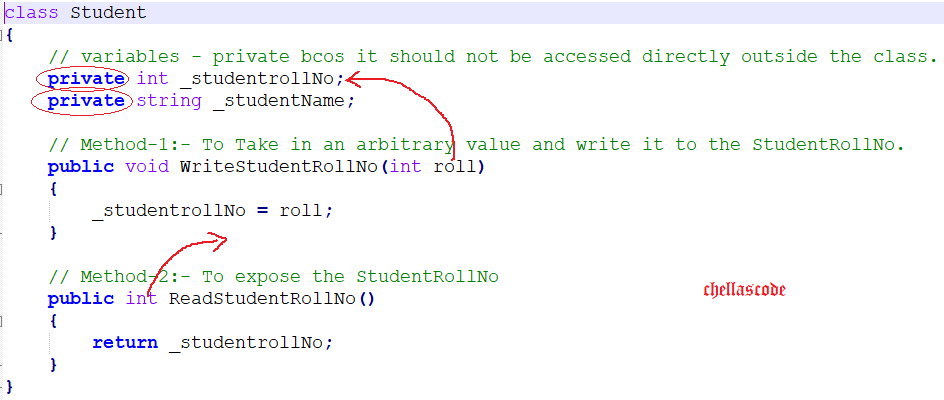 class Student
{
// variables - private bcos it should not be accessed directly outside the class.
private int _studentrollNo;
private string _studentName;
// Method-1:- To Take in an arbitrary value and write it to the StudentRollNo.
public void WriteStudentRollNo(int roll)
{
_studentrollNo = roll;
}
// Method-2:- To expose the StudentRollNo
public int ReadStudentRollNo()
chellascode
{
return _studentrollNo;
}
}